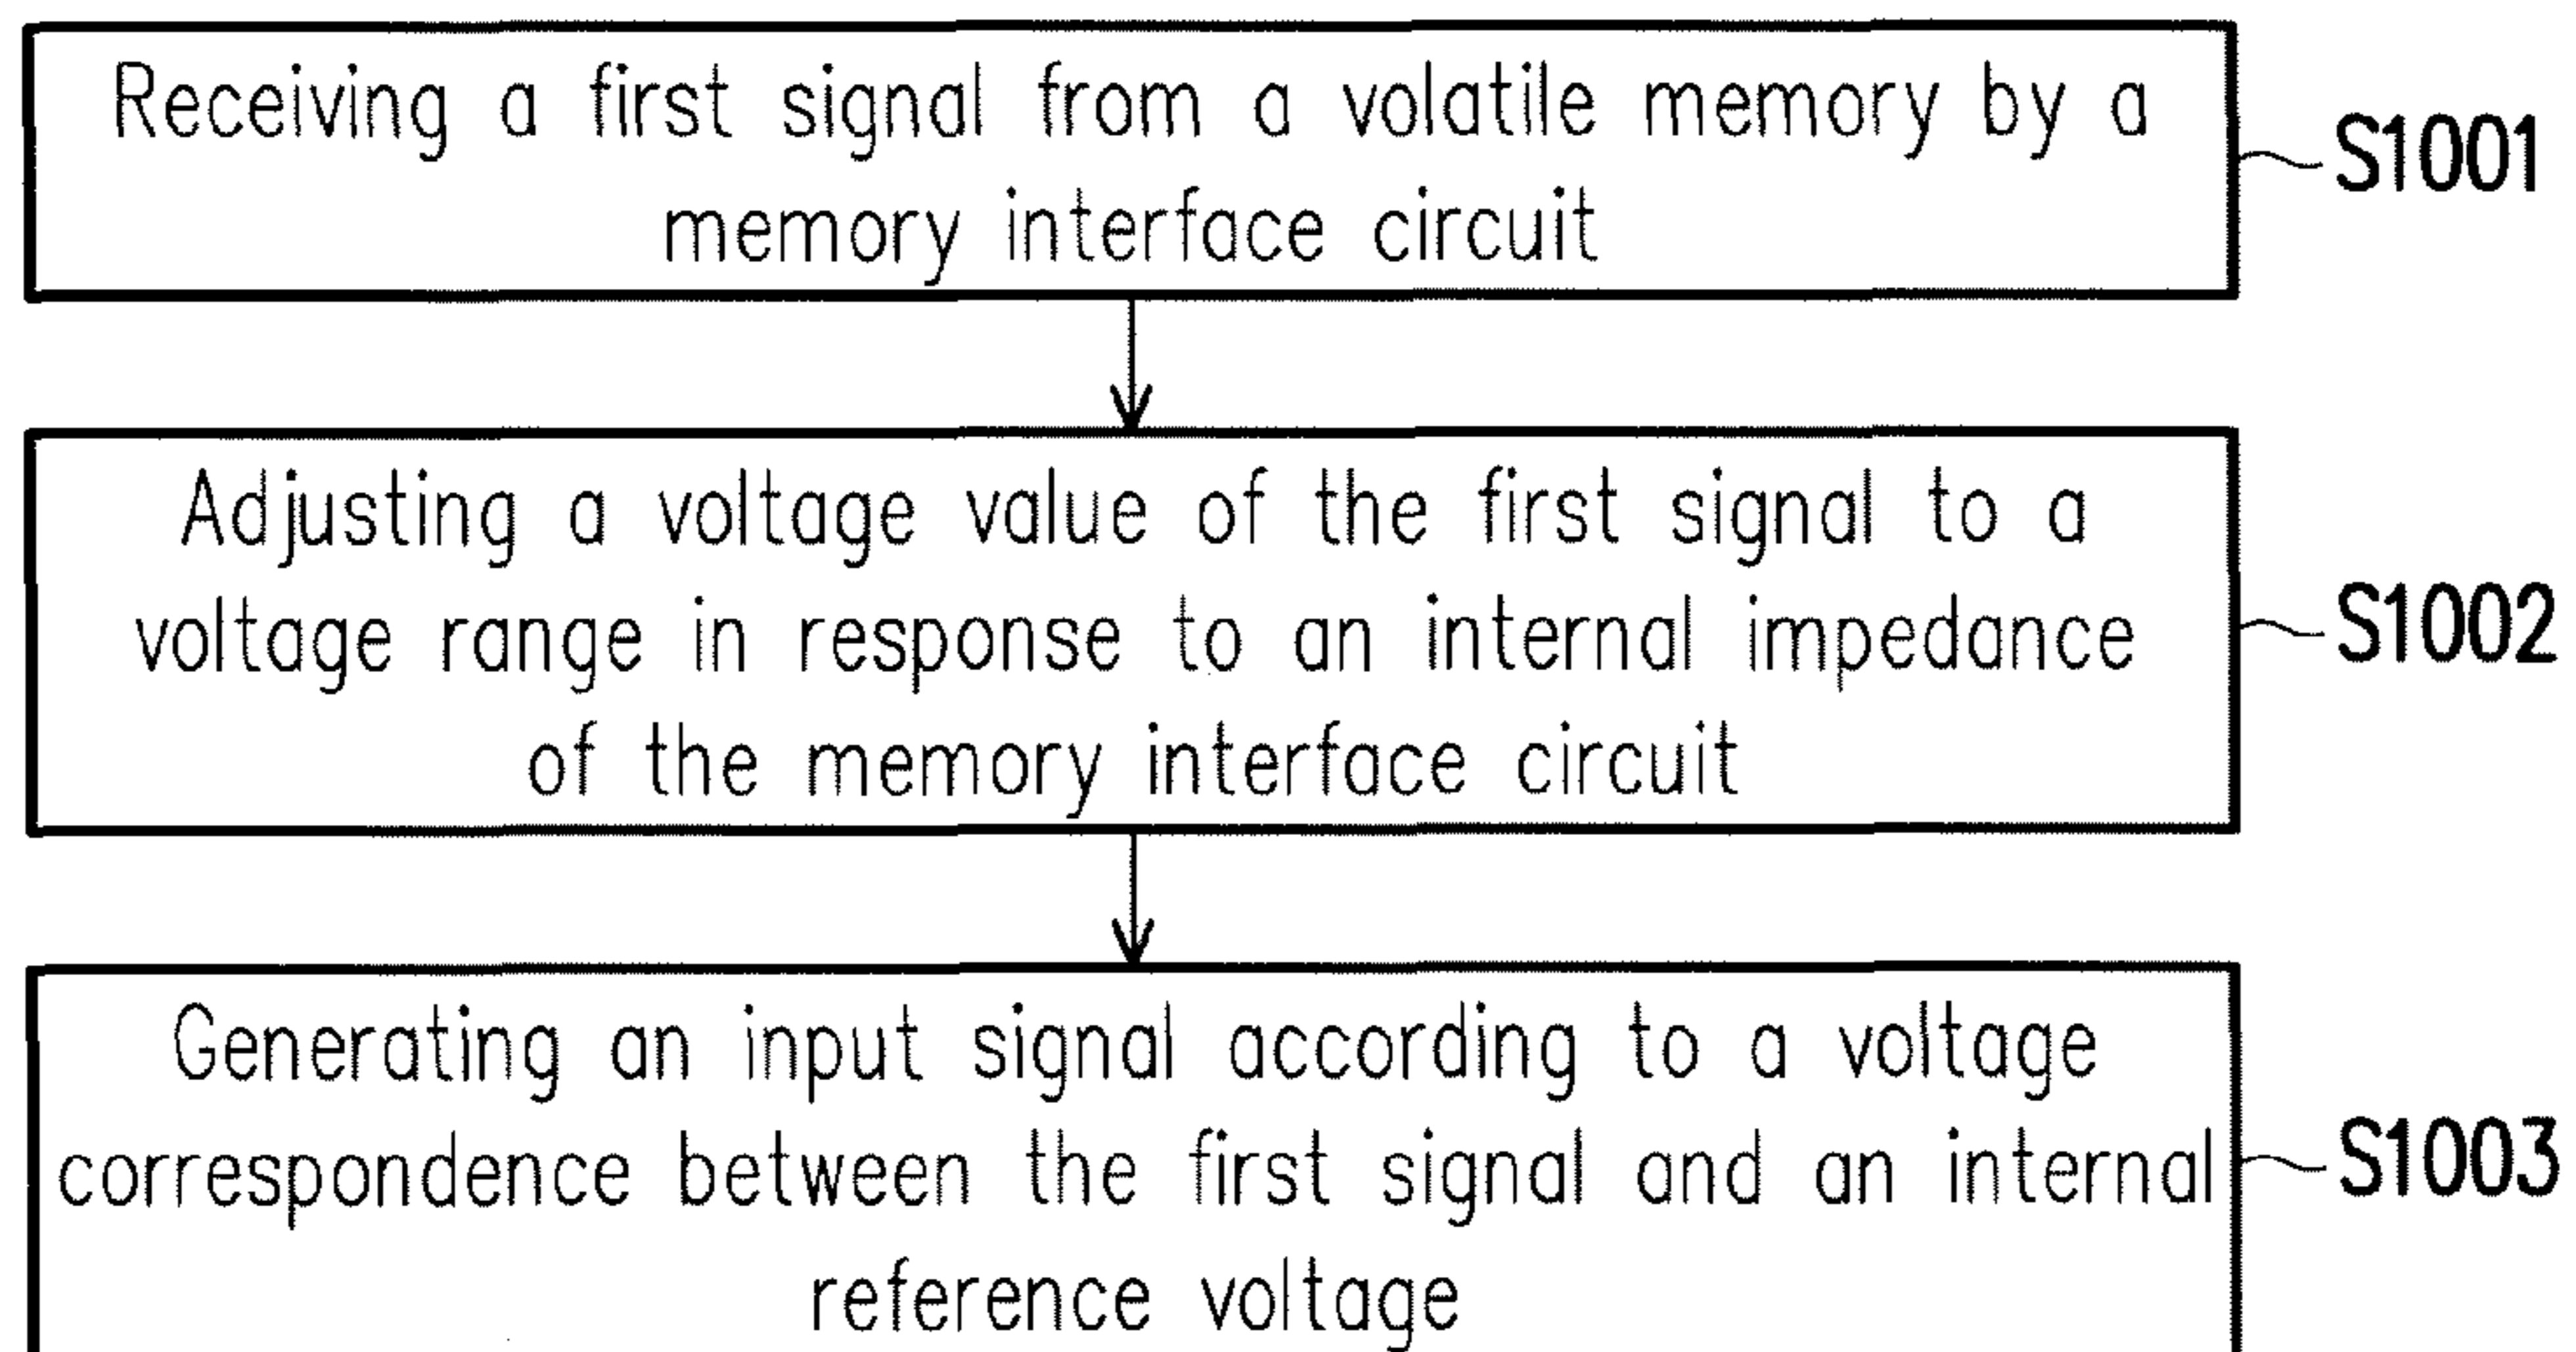 Receiving a first signal from a volatile memory by a
memory interface circuit
S1001
Adjusting a voltage value of the first signal to a
voltage range in response to an internal impedance
of the memory interface circuit
S1002
Generating an input signal according to a voltage
correspondence between the first signal and an internal
reference voltage
S1003